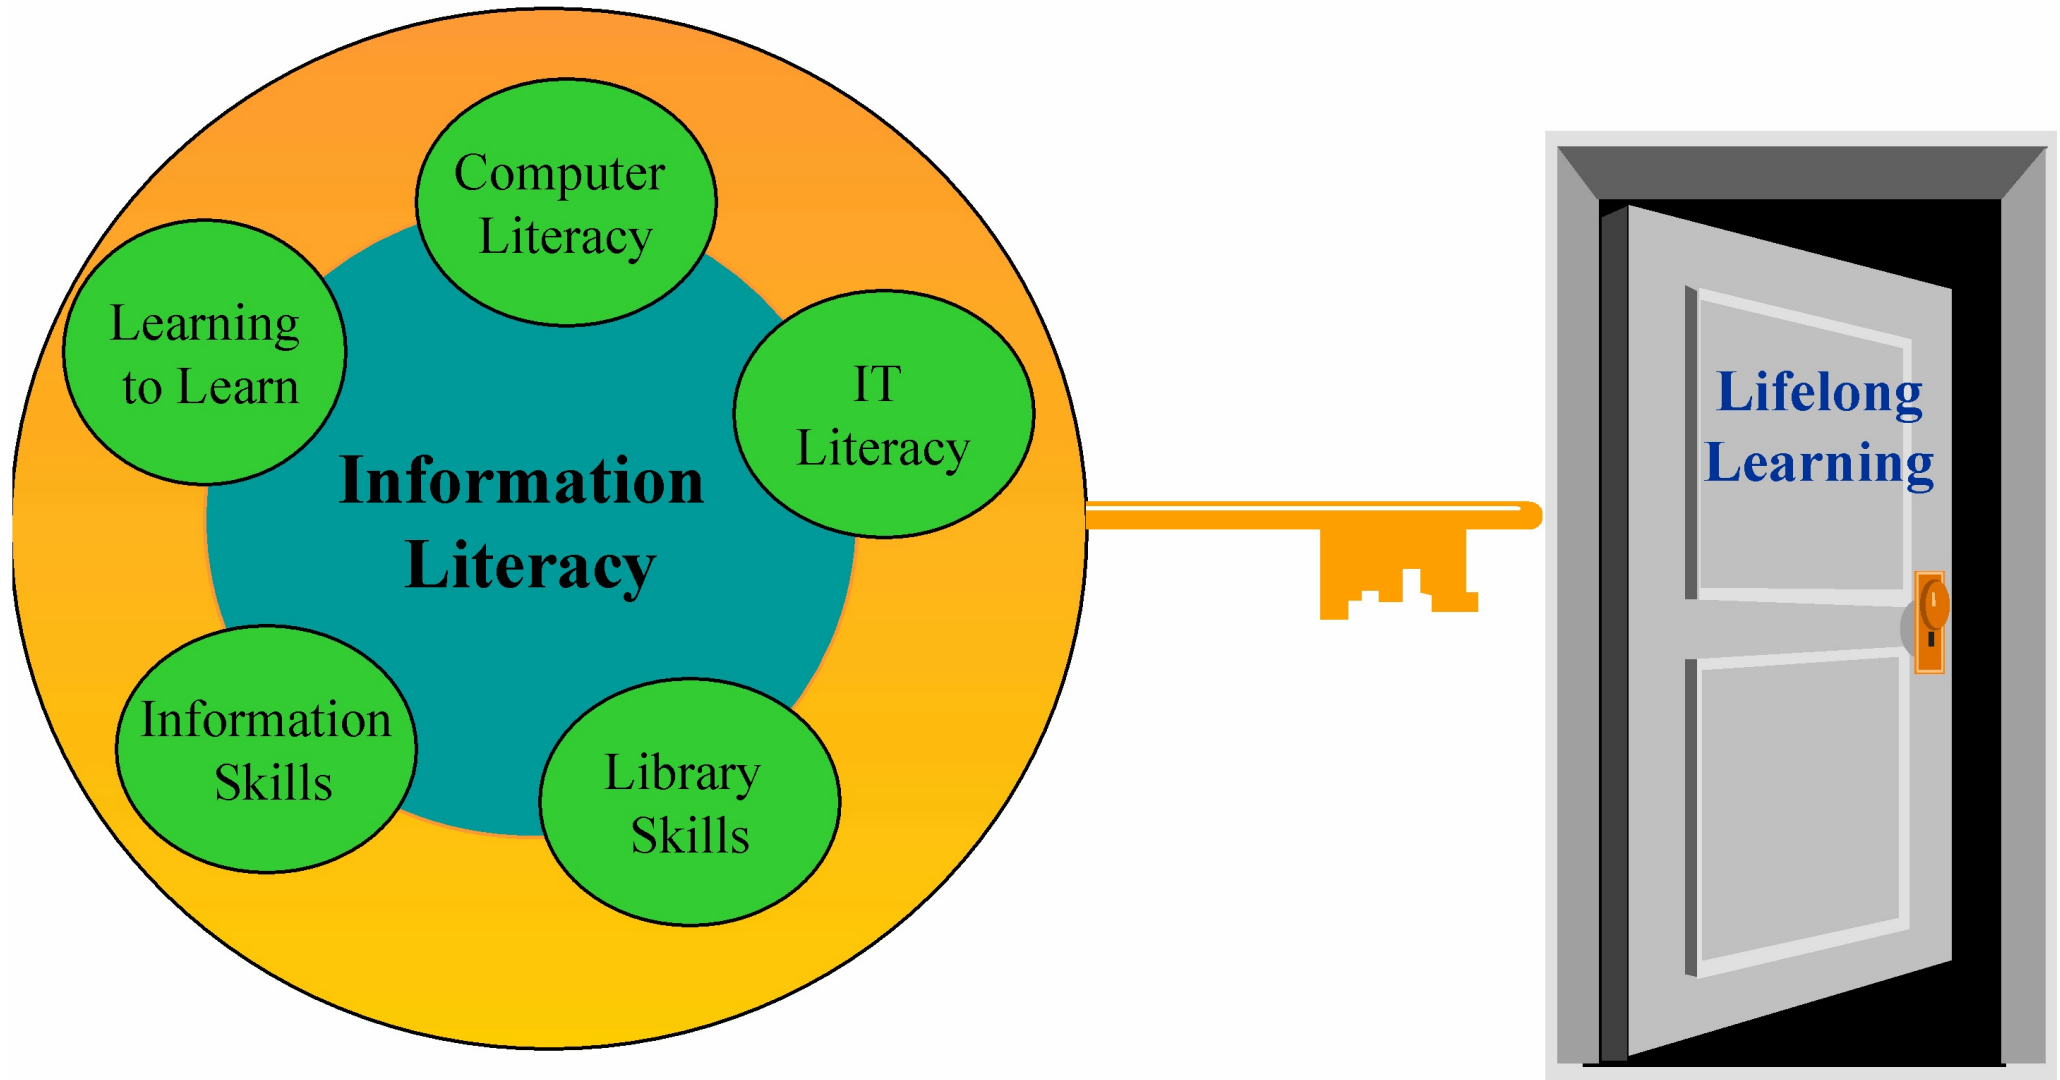 Computer
Literacy
Learning
to Learn
IT
Literacy
Information
Literacy
Information
Skills
Library
Skills
Lifelong
Learning